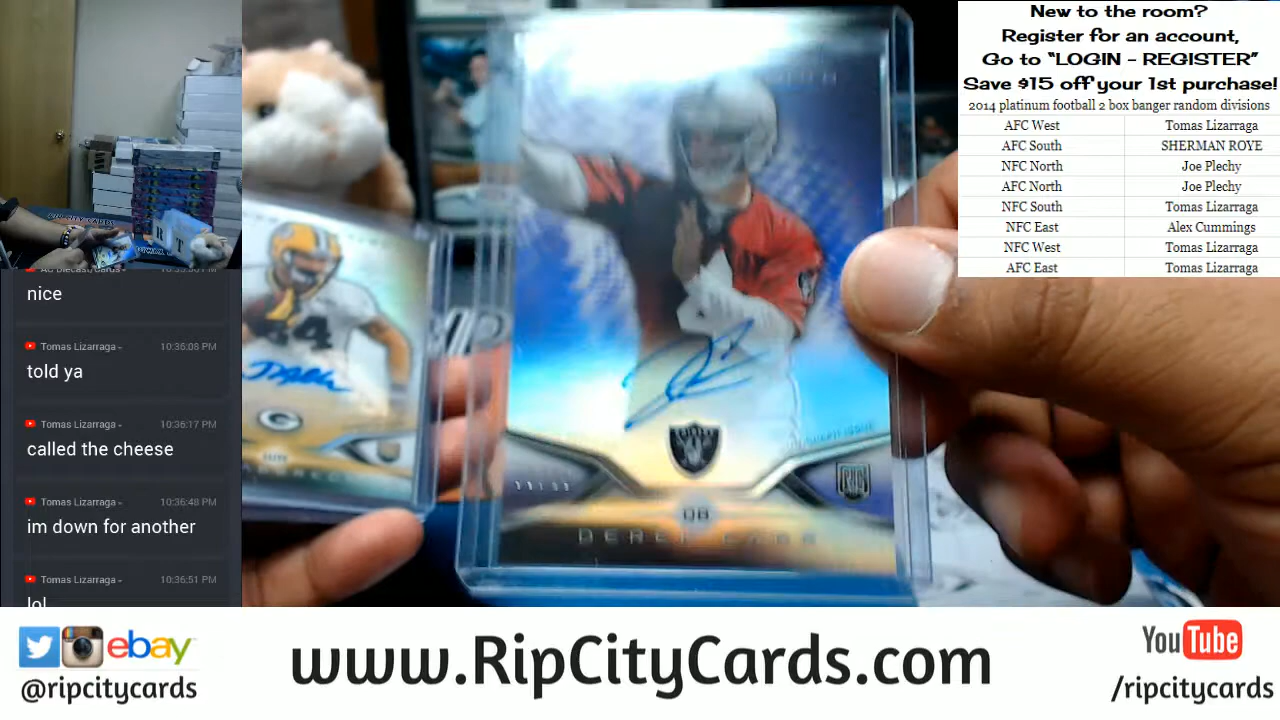 New to the room?
Register for an account,
Go to “LOGIN - REGISTER”
Save $15 off your 1st purchase!
2014 platinum football 2 box banger random divisions
AFC West Tomas Lizarraga
AFC South SHERMAN ROYE
NFC North Joe Plechy
AFC North Joe Plechy
NFC South Tomas Lizarraga
NFC East Alex Cummings
NFC West Tomas Lizarraga
AFC East Tomas Lizarraga
nice
Tomas Lizarraga 10:36:08 PM
told ya
Tomas Lizarraga 10:36:17 PM
called the cheese
Tomas Lizarraga 10:36:48 PM
im down for another
Tomas Lizarraga 10:36:51 PM
lol
84
G
QB
DEREK CARR
ebay
@ripcitycards
www.RipCityCards.com
YouTube
/ripcitycards